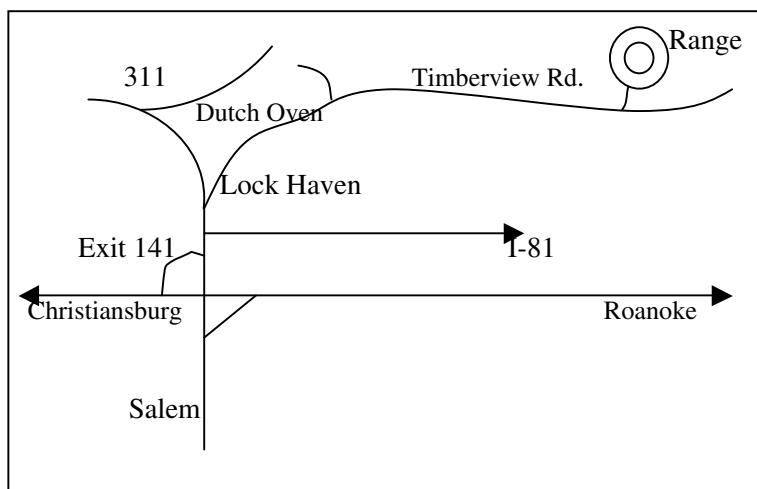 Range
311
Timberview Rd.
Dutch Oven
Lock Haven
Exit 141
I-81
Christiansburg
Roanoke
Salem